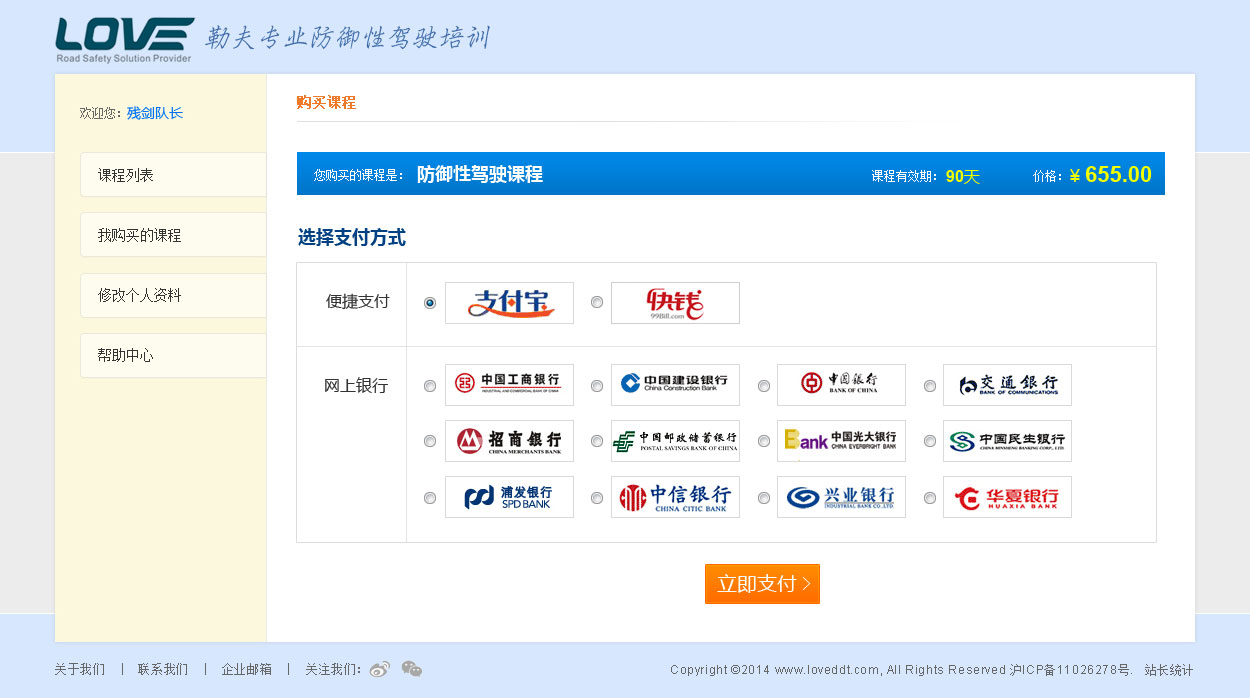 LOVE 勒夫专业防御性驾驶培训
Road Safety Solution Provider
欢迎您：残剑队长
课程列表
我购买的课程
修改个人资料
帮助中心
购买课程
您购买的课程是： 防御性驾驶课程 课程有效期：90天 价格：¥ 655.00
选择支付方式
便捷支付
支付宝
快钱
99Bill.com
网上银行
中国工商银行
INDUSTRIAL AND COMMERCIAL BANK OF CHINA
中国建设银行
China Construction Bank
中国银行
BANK OF CHINA
交通银行
BANK OF COMMUNICATIONS
招商银行
CHINA MERCHANTS BANK
中国邮政储蓄银行
POSTAL SAVINGS BANK OF CHINA
Bank 中国光大银行
CHINA EVERBRIGHT BANK
中国民生银行
CHINA MINSHENG BANKING CORP., LTD.
浦发银行
SPD BANK
中信银行
CHINA CITIC BANK
兴业银行
INDUSTRIAL BANK CO.,LTD.
华夏银行
HUAXIA BANK
立即支付 >
关于我们 | 联系我们 | 企业邮箱 | 关注我们： Copyright ©2014 www.loveddt.com, All Rights Reserved 沪ICP备11026278号. 站长统计